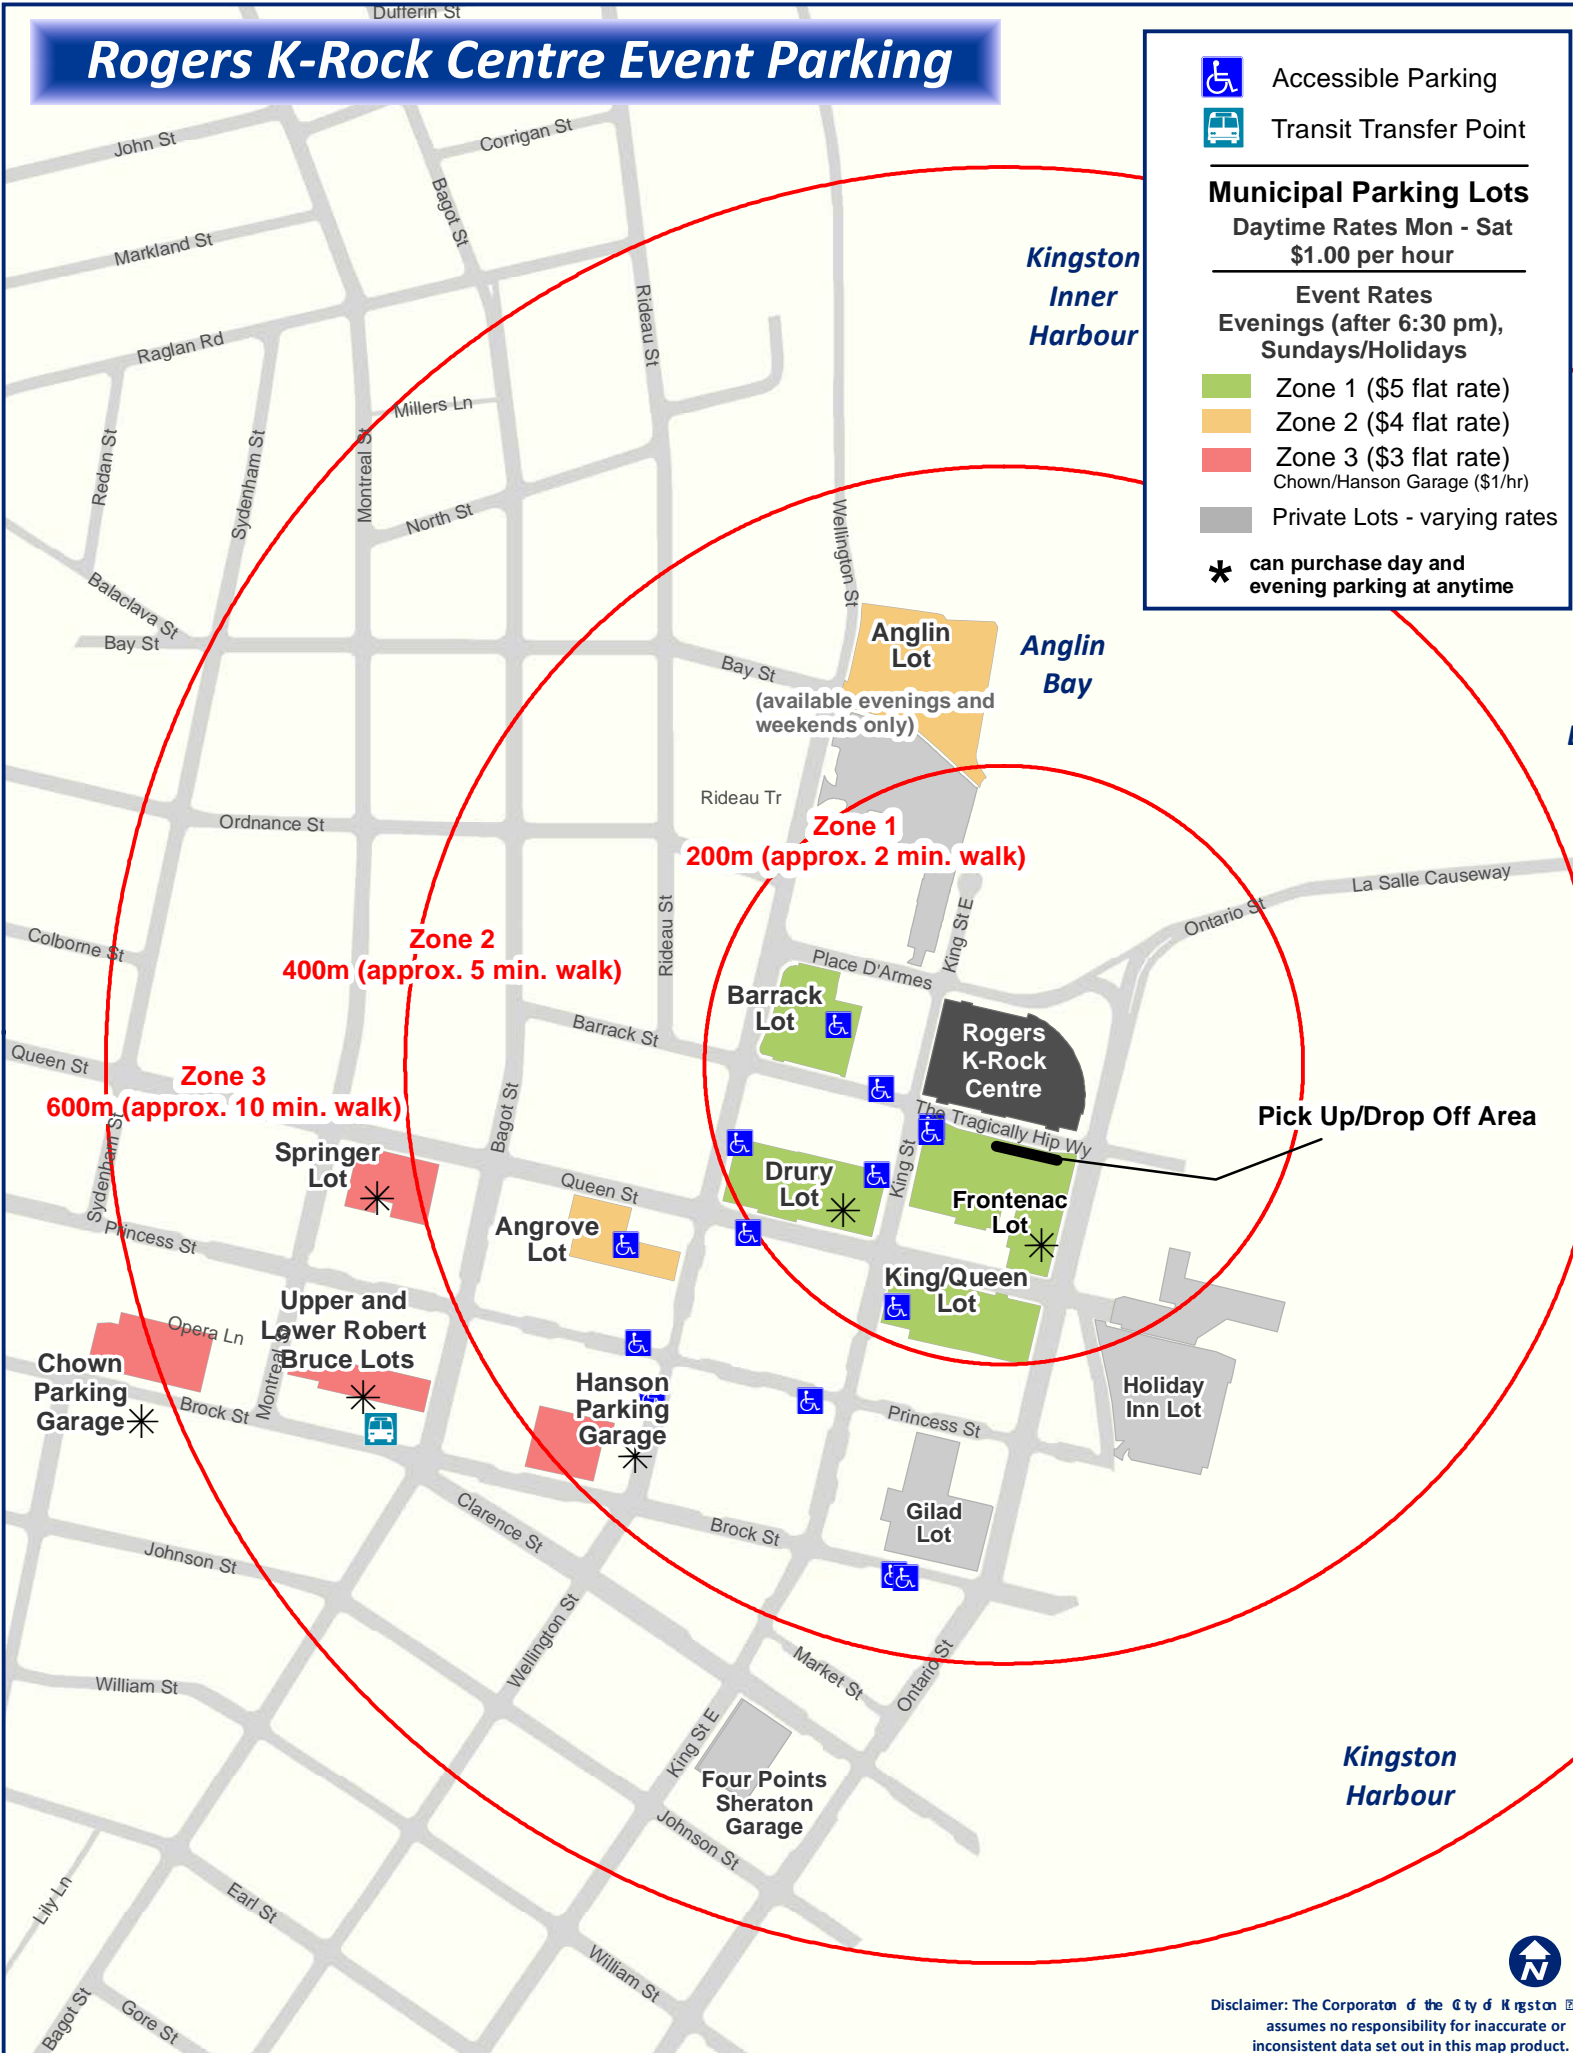 Dufferin St
Rogers K-Rock Centre Event Parking
Accessible Parking
Transit Transfer Point
Municipal Parking Lots
Daytime Rates Mon - Sat
$1.00 per hour
Event Rates
Evenings (after 6:30 pm),
Sundays/Holidays
Zone 1 ($5 flat rate)
Zone 2 ($4 flat rate)
Zone 3 ($3 flat rate)
Chown/Hanson Garage ($1/hr)
Private Lots - varying rates
* can purchase day and
evening parking at anytime
John St
Corrigan St
Bagot St
Markland St
Kingston
Inner
Harbour
Rideau St
Raglan Rd
Millers Ln
Redan St
Sydenham St
Montreal St
North St
Wellington St
Balaclava St
Bay St
Bay St
Anglin
Lot
(available evenings and
weekends only)
Anglin
Bay
Rideau Tr
Ordnance St
Zone 1
200m (approx. 2 min. walk)
La Salle Causeway
Ontario St
King St E
Rideau St
Colborne St
Zone 2
400m (approx. 5 min. walk)
Place D'Armes
Barrack
Lot
Barrack St
Rogers
K-Rock
Centre
Queen St
Zone 3
600m (approx. 10 min. walk)
Bagot St
The Tragically Hip Wy
Pick Up/Drop Off Area
Sydenham St
Springer
Lot
Queen St
Drury
Lot
King St
Frontenac
Lot
Princess St
Angrove
Lot
King/Queen
Lot
Upper and
Lower Robert
Bruce Lots
Opera Ln
Montreal St
Chown
Parking
Garage
Brock St
Hanson
Parking
Garage
Holiday
Inn Lot
Princess St
Gilad
Lot
Clarence St
Brock St
Johnson St
Wellington St
Market St
Ontario St
William St
King St E
Four Points
Sheraton
Garage
Johnson St
Kingston
Harbour
Lily Ln
Earl St
William St
Bagot St
Gore St
N
Disclaimer: The Corporaton of the City of Kingston
assumes no responsibility for inaccurate or
inconsistent data set out in this map product.